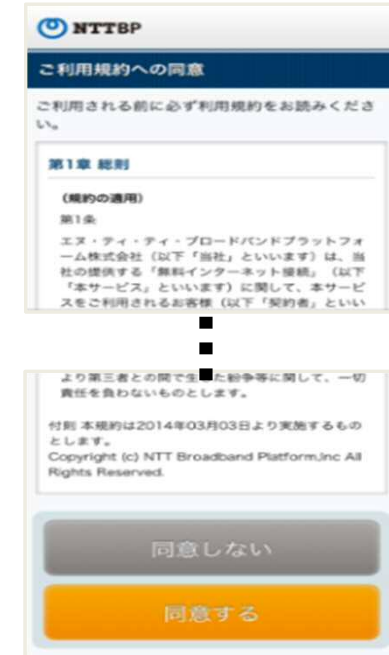 NTTBP
ご利用規約への同意
ご利用される前に必ず利用規約をお読みくださ
い。
第1章 総則
(規約の適用)
第1条
エヌ・ティ・ティ・ブロードバンドプラットフォ
ーム株式会社（以下「当社」といいます）は、当
社の提供する「無料インターネット接続」（以下
「本サービス」といいます）に関して、本サービ
スをご利用されるお客様（以下「契約者」といい
より第三者との間で生じた紛争等に関して、一切
責任を負わないものとします。
付則 本規約は2014年03月03日より実施するもの
とします。
Copyright (c) NTT Broadband Platform,Inc All
Rights Reserved.
同意しない
同意する